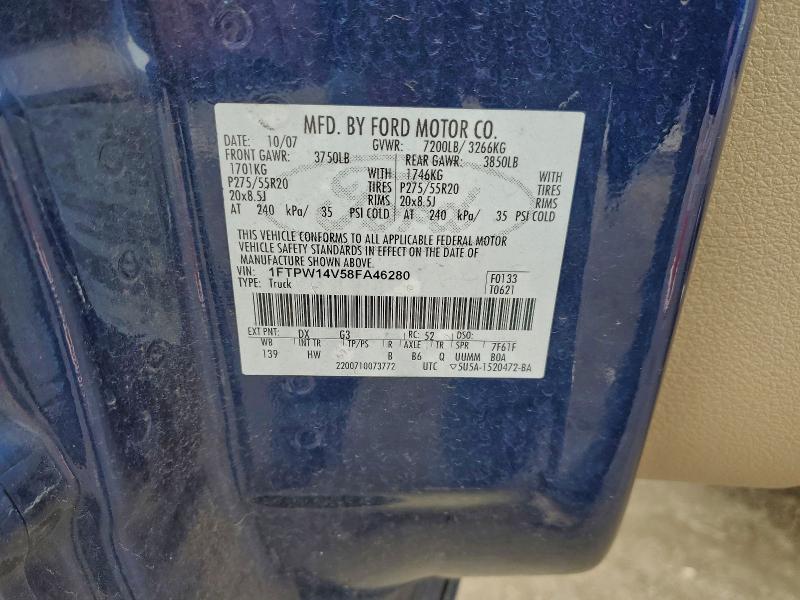 MFD. BY FORD MOTOR CO.
DATE: 10/07 GVWR: 7200LB/ 3266KG
FRONT GAWR: 3750LB REAR GAWR: 3850LB
1701KG WITH 1746KG WITH
P275/55R20 TIRES P275/55R20 TIRES
20x8.5J RIMS 20x8.5J RIMS
AT 240 kPa/ 35 PSI COLD AT 240 kPa/ 35 PSI COLD
Ford
THIS VEHICLE CONFORMS TO ALL APPLICABLE FEDERAL MOTOR
VEHICLE SAFETY STANDARDS IN EFFECT ON THE DATE OF
MANUFACTURE SHOWN ABOVE.
VIN: 1FTPW14V58FA46280 F0133
TYPE: Truck T0621
EXT PNT: DX G3 RC: 52 DSO:
WB INT TR TP/PS R AXLE TR SPR 7F61F
139 HW B B6 Q UUMM B0A
2200710073772 UTC ▽5U5A-1520472-BA